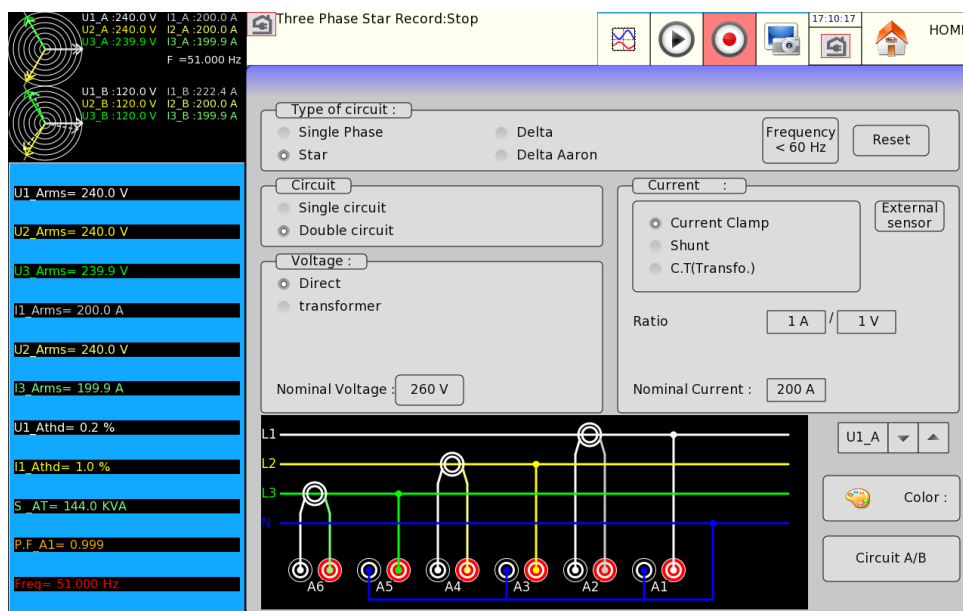 U1_A :240.0 V I1_A :200.0 A
U2_A :240.0 V I2_A :200.0 A
U3_A :239.9 V I3_A :199.9 A
F =51.000 Hz
U1_B :120.0 V I1_B :222.4 A
U2_B :120.0 V I2_B :200.0 A
U3_B :120.0 V I3_B :199.9 A
U1_Arms= 240.0 V
U2_Arms= 240.0 V
U3_Arms= 239.9 V
I1_Arms= 200.0 A
U2_Arms= 240.0 V
I3_Arms= 199.9 A
U1_Athd= 0.2 %
I1_Athd= 1.0 %
S _AT= 144.0 KVA
P.F_A1= 0.999
Freq= 51.000 Hz
Three Phase Star Record:Stop
17:10:17
HOM
Type of circuit :
Single Phase
Delta
Star
Delta Aaron
Frequency
< 60 Hz
Reset
Circuit
Single circuit
Double circuit
Voltage :
Direct
transformer
Nominal Voltage : 260 V
Current :
Current Clamp
Shunt
C.T(Transfo.)
External
sensor
Ratio 1 A / 1 V
Nominal Current : 200 A
L1
L2
L3
N
A6 A5 A4 A3 A2 A1
U1_A
Color :
Circuit A/B